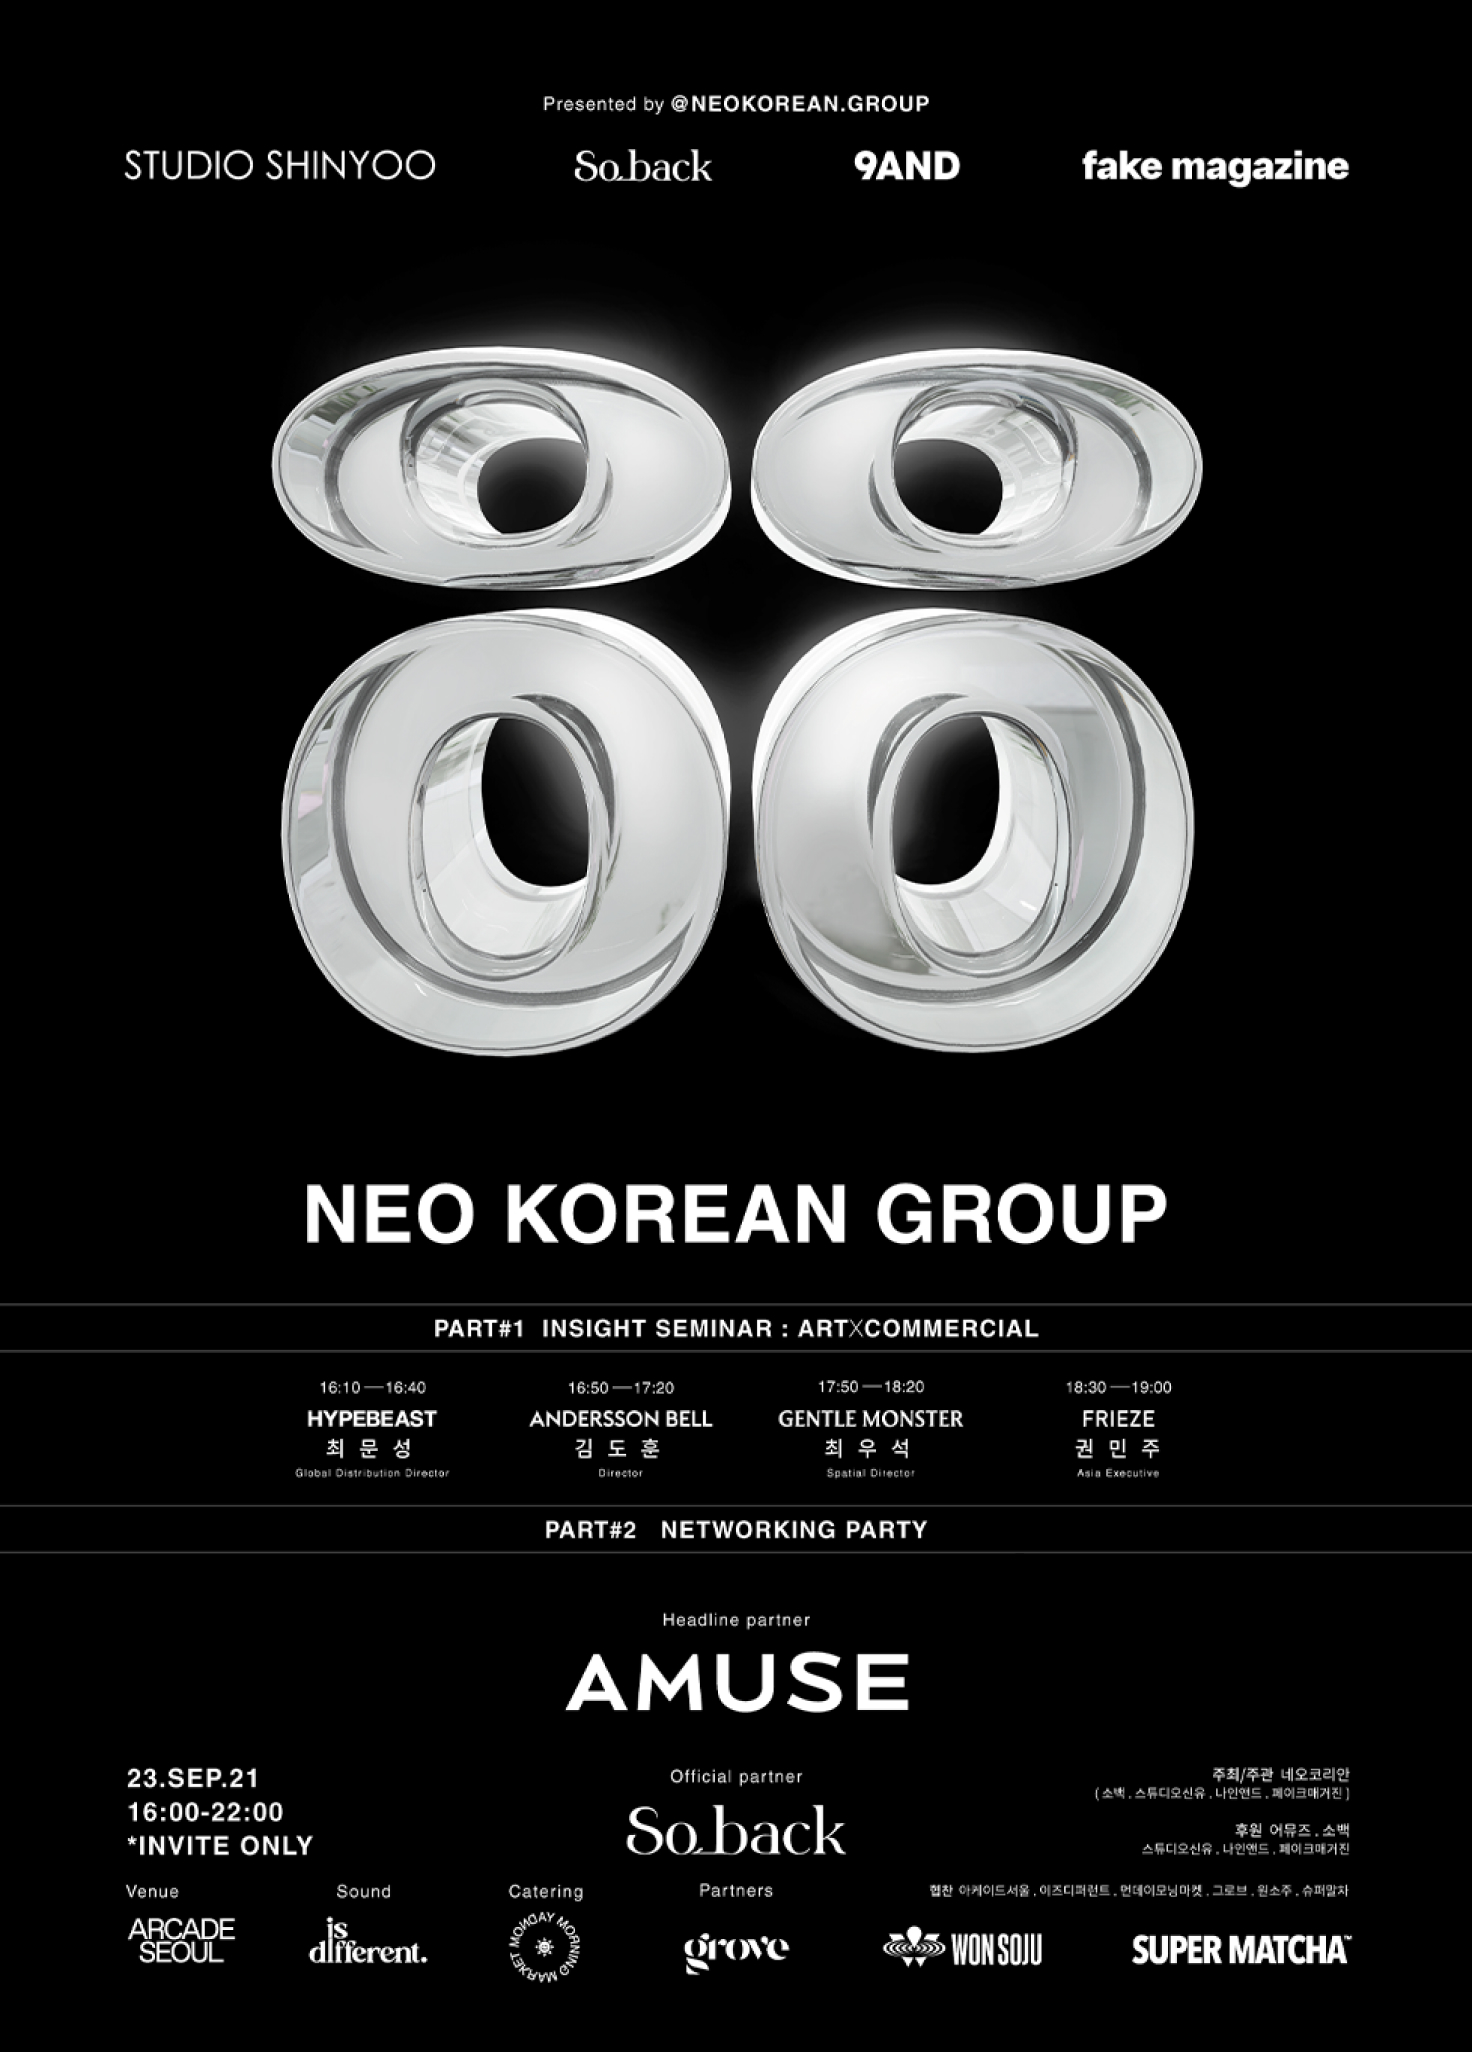 Presented by @NEOKOREAN.GROUP
STUDIO SHINYOO
So.back
9AND
fake magazine
NEO KOREAN GROUP
PART#1 INSIGHT SEMINAR : ARTXCOMMERCIAL
16:10—16:40
HYPEBEAST
최문성
Global Distribution Director
16:50—17:20
ANDERSSON BELL
김도훈
Director
17:50—18:20
GENTLE MONSTER
최우석
Spatial Director
18:30—19:00
FRIEZE
권민주
Asia Executive
PART#2 NETWORKING PARTY
Headline partner
AMUSE
23.SEP.21
16:00-22:00
*INVITE ONLY
Official partner
So.back
주최/주관 네오코리안
( 소백 . 스튜디오신유 . 나인앤드 . 페이크매거진 )
후원 어뮤즈 . 소백
스튜디오신유 . 나인앤드 . 페이크매거진
Venue
ARCADE
SEOUL
Sound
is
different.
Catering
MONDAY MORNING MARKET
Partners
grove
협찬 아케이드서울 . 이즈디퍼런트 . 먼데이모닝마켓 . 그로브 . 원소주 . 슈퍼말차
WON SOJU
SUPER MATCHA™